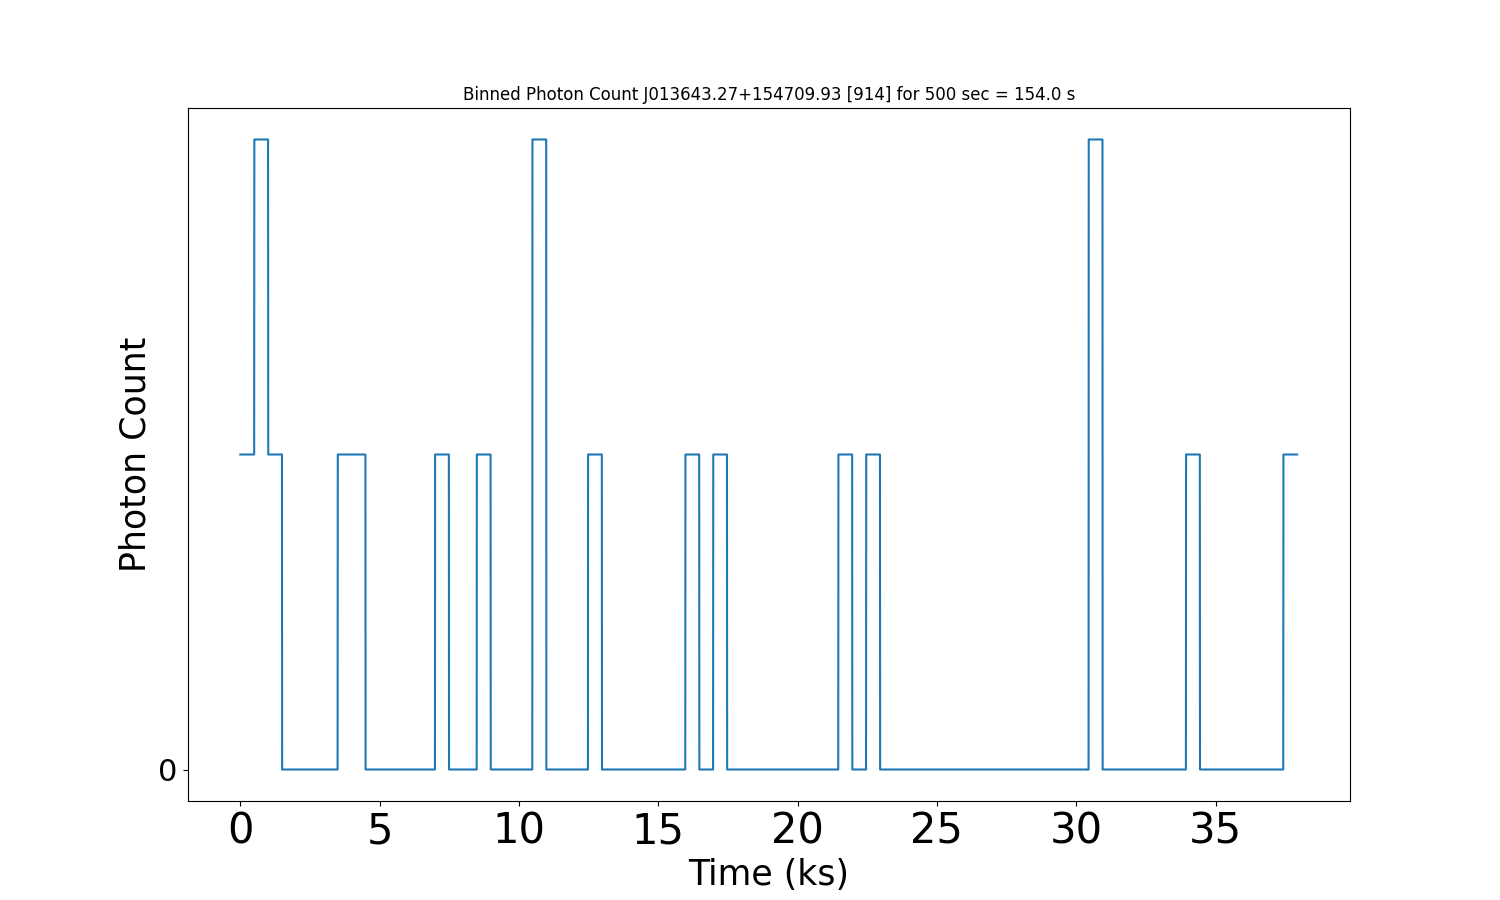 Binned Photon Count J013643.27+154709.93 [914] for 500 sec = 154.0 s
Photon Count
0
0 5 10 15 20 25 30 35
Time (ks)